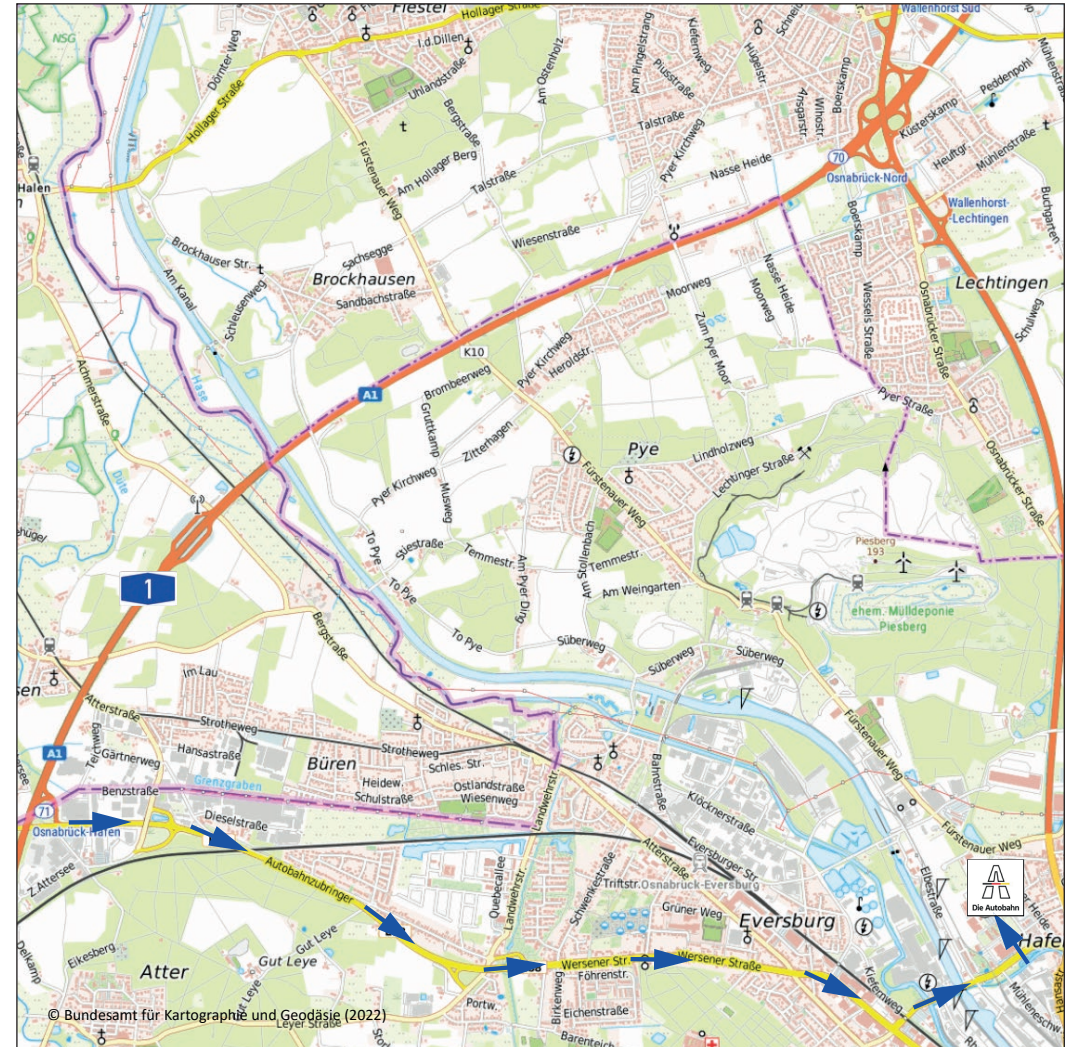 Fiestel
Hollager Straße
Wallenhorst Süd
NSG
Dörnter Weg
I.d.Dillen
Uhlandstraße
Am Ostenholz
Am Pingelstrang
Kiefernweg
Piusstraße
Hügelstr.
Ansgarstr.
Whostr.
Boerskamp
Peddenpohl
Mühlenstraße
Küsterskamp
Hollager Straße
Bergstraße
Talstraße
Heuftgr.
Mühlenstraße
Fürstenauer Weg
Pyer Kirchweg
Nasse Heide
70
Osnabrück-Nord
Halen
Am Hollager Berg
Talstraße
Boerskamp
Wallenhorst
-Lechtingen
Buchgarten
Wiesenstraße
Brockhauser Str.
Sachsegge
Brockhausen
Sandbachstraße
Am Kanal
Schleusenweg
Moorweg
Nasse Heide
Moorweg
Wessels Straße
Lechtingen
Osnabrücker Straße
Schulweg
Zum Pyer Moor
K10
Pyer Kirchweg
Heroldstr.
Achmerstraße
Hase
A1
Brombeerweg
Pyer Straße
Gruttkamp
Zitterhagen
Pye
Lindholzweg
Lechtinger Straße
Osnabrücker Straße
Düte
Pyer Kirchweg
Musweg
Fürstenauer Weg
To Pye
Stiestraße
Temmestr.
Am Stollenbach
Temmestr.
Piesberg
193
1
To Pye
Am Pyer Ding
Am Weingarten
ehem. Mülldeponie
Piesberg
Bergstraße
To Pye
Süberweg
Süberweg
Süberweg
Im Lau
Atterstraße
Strotheweg
Fürstenauer Weg
A1
Teichweg
Gärtnerweg
Hansastraße
Büren
Strotheweg
Schles. Str.
Bahnstraße
Grenzgraben
Heidew.
Ostlandstraße
Benzstraße
Schulstraße
Wiesenweg
Landwehrstr.
Klöcknerstraße
71
Osnabrück-Hafen
Dieselstraße
Eversburger Str.
Fürstenauer Weg
Atterstraße
Z.Attersee
Autobahnzubringer
Quebecallee
Landwehrstr.
Schwenkestraße
Triftstr.
Osnabrück-Eversburg
Elbestraße
Die Autobahn
Grüner Weg
Eversburg
Gut Leye
Hafen
Eikesberg
Gut Leye
Atter
Wersener Str.
Wersener Straße
Föhrenstr.
Kiefernweg
Portw.
Birkenweg
Eichenstraße
Gut Leye
© Bundesamt für Kartographie und Geodäsie (2022)
Leyer Straße
Barenteich